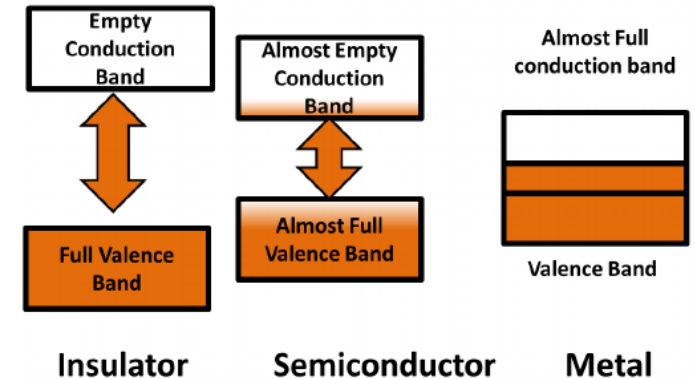 Empty
Conduction
Band
Almost Empty
Conduction
Band
Almost Full
conduction band
Full Valence
Band
Almost Full
Valence Band
Valence Band
Insulator
Semiconductor
Metal